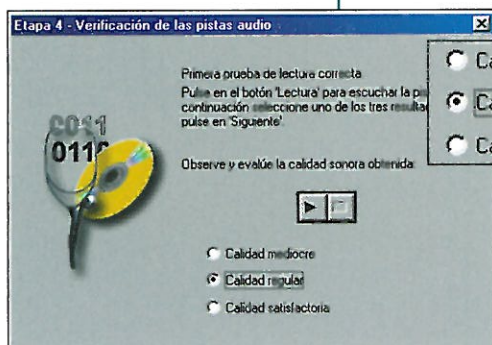 Etapa 4 - Verificación de las pistas audio
Primera prueba de lectura correcta
Pulse en el botón 'Lectura' para escuchar la
continuación seleccione uno de los tres
pulse en 'Siguiente'.
Observe y evalúe la calidad sonora obtenida:
Calidad mediocre
Calidad regular
Calidad satisfactoria
0011
0110
Ca
Ca
Ca